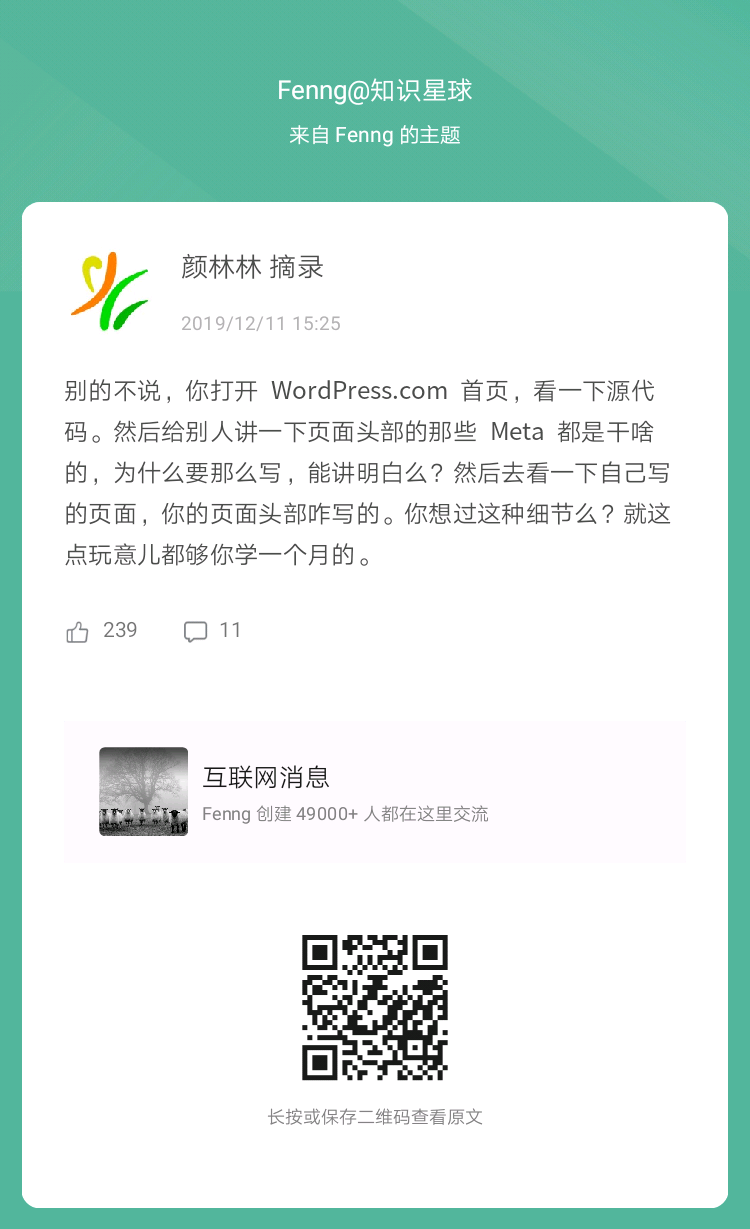 Fenng@知识星球
来自 Fenng 的主题
颜林林 摘录
2019/12/11 15:25
别的不说，你打开 WordPress.com 首页，看一下源代
码。然后给别人讲一下页面头部的那些 Meta 都是干啥
的，为什么要那么写，能讲明白么？然后去看一下自己写
的页面，你的页面头部咋写的。你想过这种细节么？就这
点玩意儿都够你学一个月的。
239 11
互联网消息
Fenng 创建 49000+ 人都在这里交流
长按或保存二维码查看原文